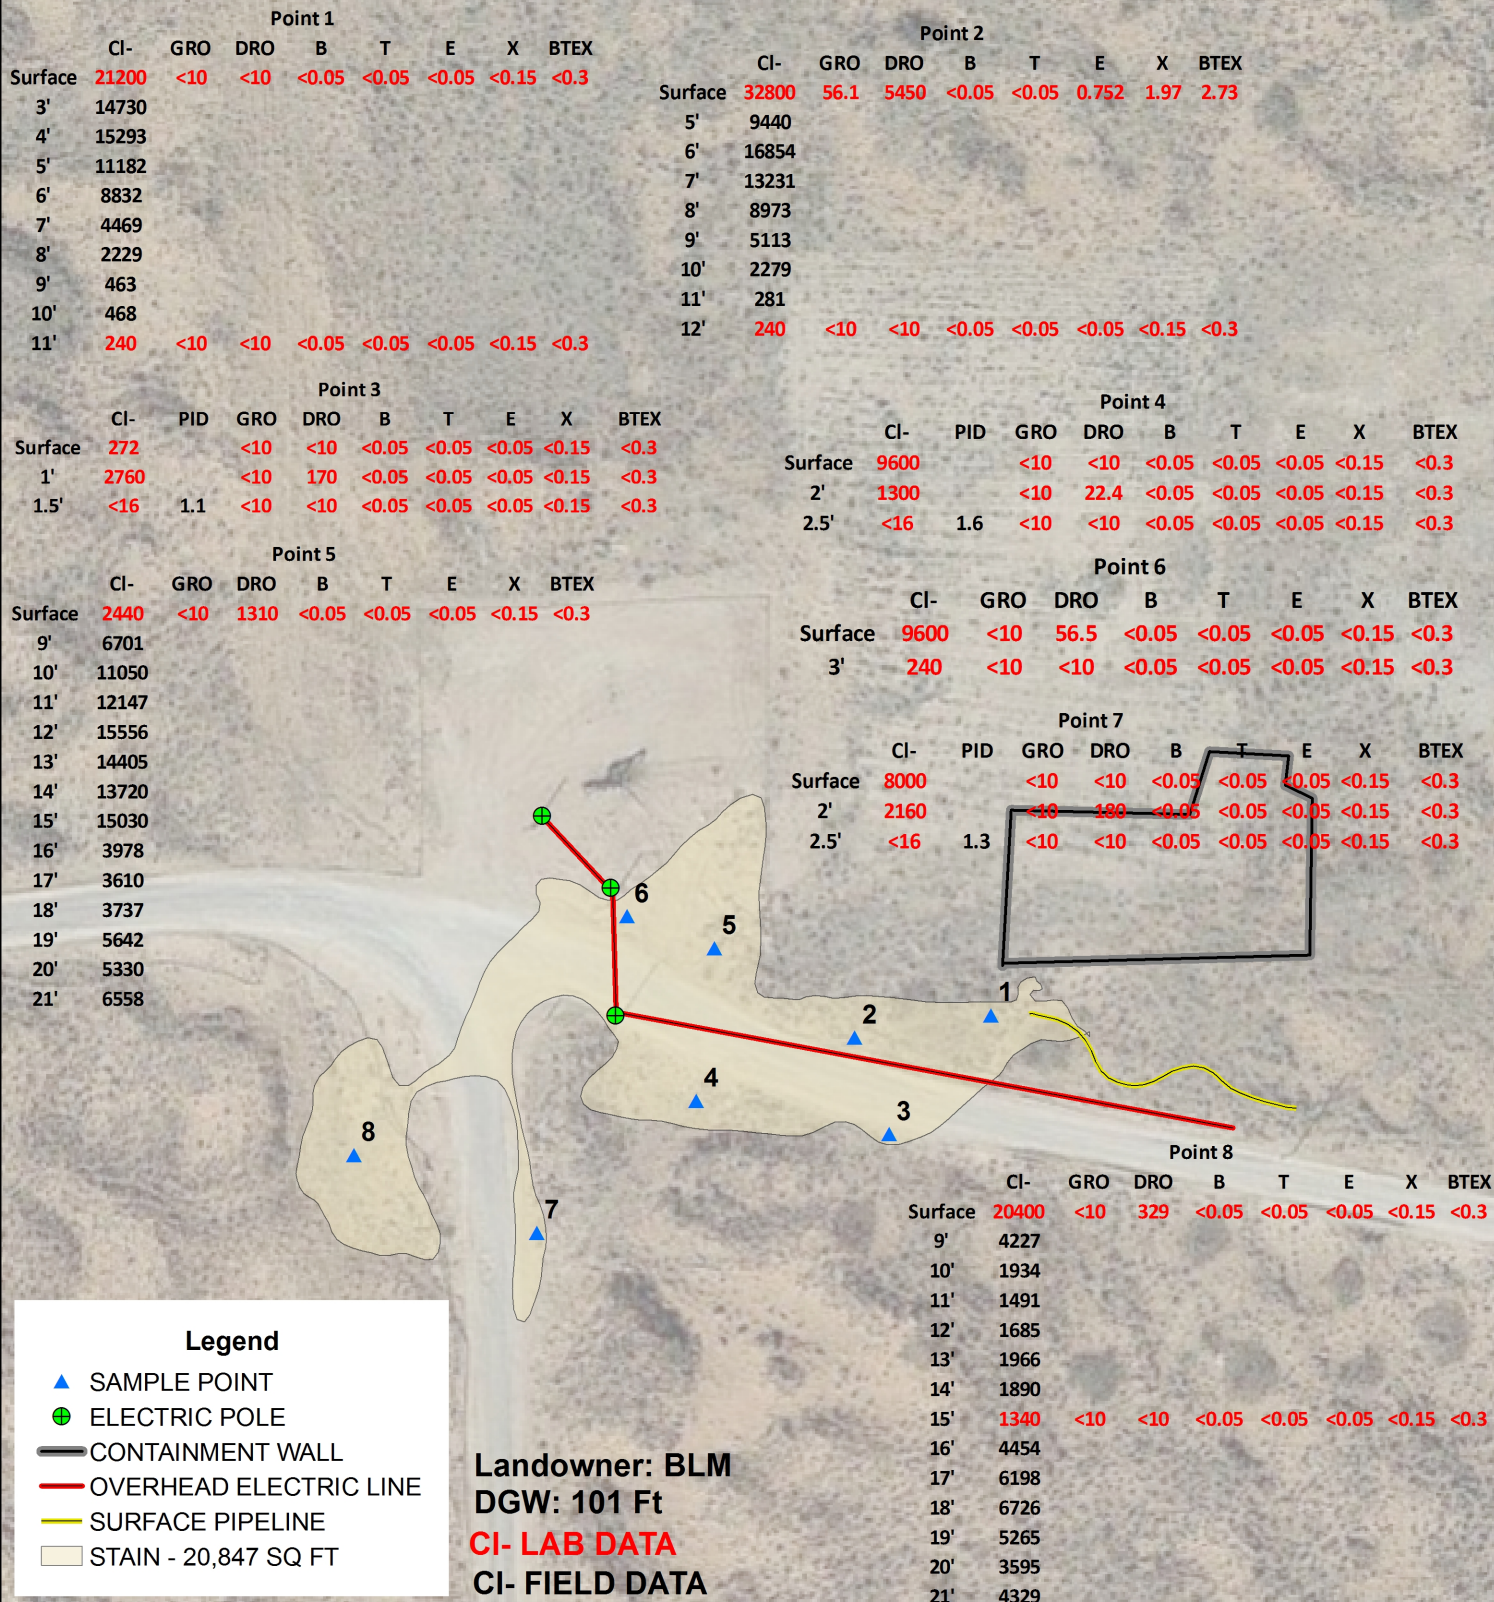 Point 1
Cl- GRO DRO B T E X BTEX
Surface 21200 <10 <10 <0.05 <0.05 <0.05 <0.15 <0.3
3' 14730
4' 15293
5' 11182
6' 8832
7' 4469
8' 2229
9' 463
10' 468
11' 240 <10 <10 <0.05 <0.05 <0.05 <0.15 <0.3
Point 2
Cl- GRO DRO B T E X BTEX
Surface 32800 56.1 5450 <0.05 <0.05 0.752 1.97 2.73
5' 9440
6' 16854
7' 13231
8' 8973
9' 5113
10' 2279
11' 281
12' 240 <10 <10 <0.05 <0.05 <0.05 <0.15 <0.3
Point 3
Cl- PID GRO DRO B T E X BTEX
Surface 272 <10 <10 <0.05 <0.05 <0.05 <0.15 <0.3
1' 2760 <10 170 <0.05 <0.05 <0.05 <0.15 <0.3
1.5' <16 1.1 <10 <10 <0.05 <0.05 <0.05 <0.15 <0.3
Point 4
Cl- PID GRO DRO B T E X BTEX
Surface 9600 <10 <10 <0.05 <0.05 <0.05 <0.15 <0.3
2' 1300 <10 22.4 <0.05 <0.05 <0.05 <0.15 <0.3
2.5' <16 1.6 <10 <10 <0.05 <0.05 <0.05 <0.15 <0.3
Point 5
Cl- GRO DRO B T E X BTEX
Surface 2440 <10 1310 <0.05 <0.05 <0.05 <0.15 <0.3
9' 6701
10' 11050
11' 12147
12' 15556
13' 14405
14' 13720
15' 15030
16' 3978
17' 3610
18' 3737
19' 5642
20' 5330
21' 6558
Point 6
Cl- GRO DRO B T E X BTEX
Surface 9600 <10 56.5 <0.05 <0.05 <0.05 <0.15 <0.3
3' 240 <10 <10 <0.05 <0.05 <0.05 <0.15 <0.3
Point 7
Cl- PID GRO DRO B T E X BTEX
Surface 8000 <10 <10 <0.05 <0.05 <0.05 <0.15 <0.3
2' 2160 <10 180 <0.05 <0.05 <0.05 <0.15 <0.3
2.5' <16 1.3 <10 <10 <0.05 <0.05 <0.05 <0.15 <0.3
6
5
1
2
4
3
8
7
Point 8
Cl- GRO DRO B T E X BTEX
Surface 20400 <10 329 <0.05 <0.05 <0.05 <0.15 <0.3
9' 4227
10' 1934
11' 1491
12' 1685
13' 1966
14' 1890
15' 1340 <10 <10 <0.05 <0.05 <0.05 <0.15 <0.3
16' 4454
17' 6198
18' 6726
19' 5265
20' 3595
21' 4329
Legend
SAMPLE POINT
ELECTRIC POLE
CONTAINMENT WALL
OVERHEAD ELECTRIC LINE
SURFACE PIPELINE
STAIN - 20,847 SQ FT
Landowner: BLM
DGW: 101 Ft
Cl- LAB DATA
Cl- FIELD DATA